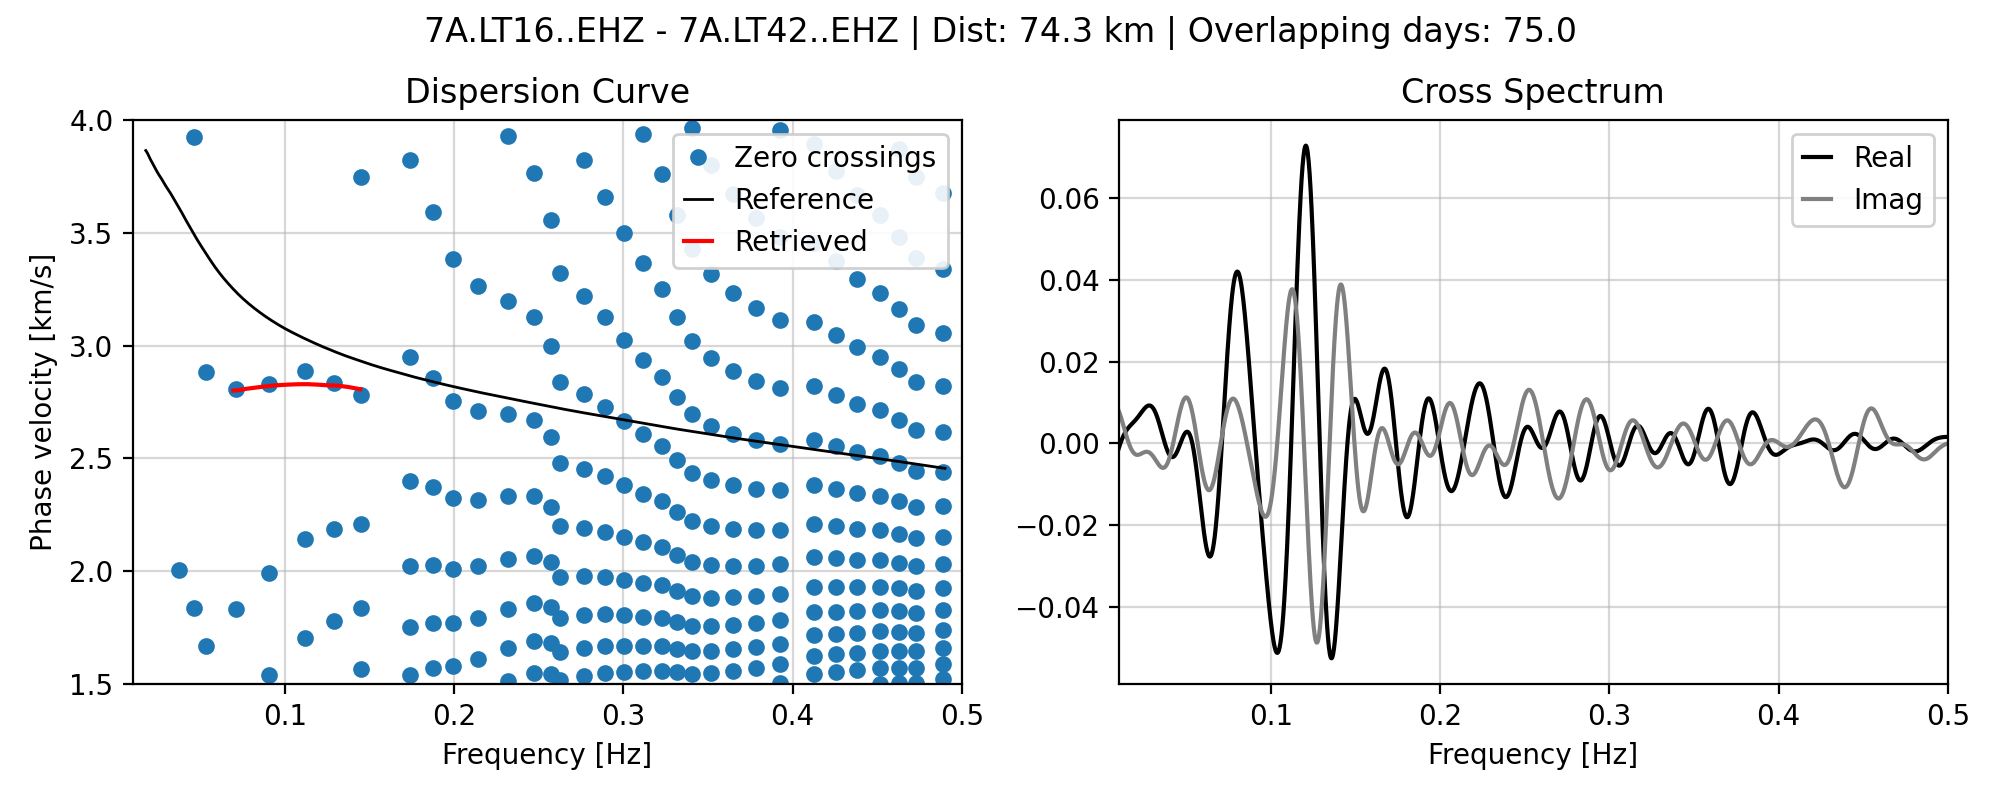 7A.LT16..EHZ - 7A.LT42..EHZ | Dist: 74.3 km | Overlapping days: 75.0
Dispersion Curve
Zero crossings
Reference
Retrieved
Phase velocity [km/s]
4.0
3.5
3.0
2.5
2.0
1.5
0.1 0.2 0.3 0.4 0.5
Frequency [Hz]
Cross Spectrum
Real
Imag
0.06
0.04
0.02
0.00
−0.02
−0.04
0.1 0.2 0.3 0.4 0.5
Frequency [Hz]